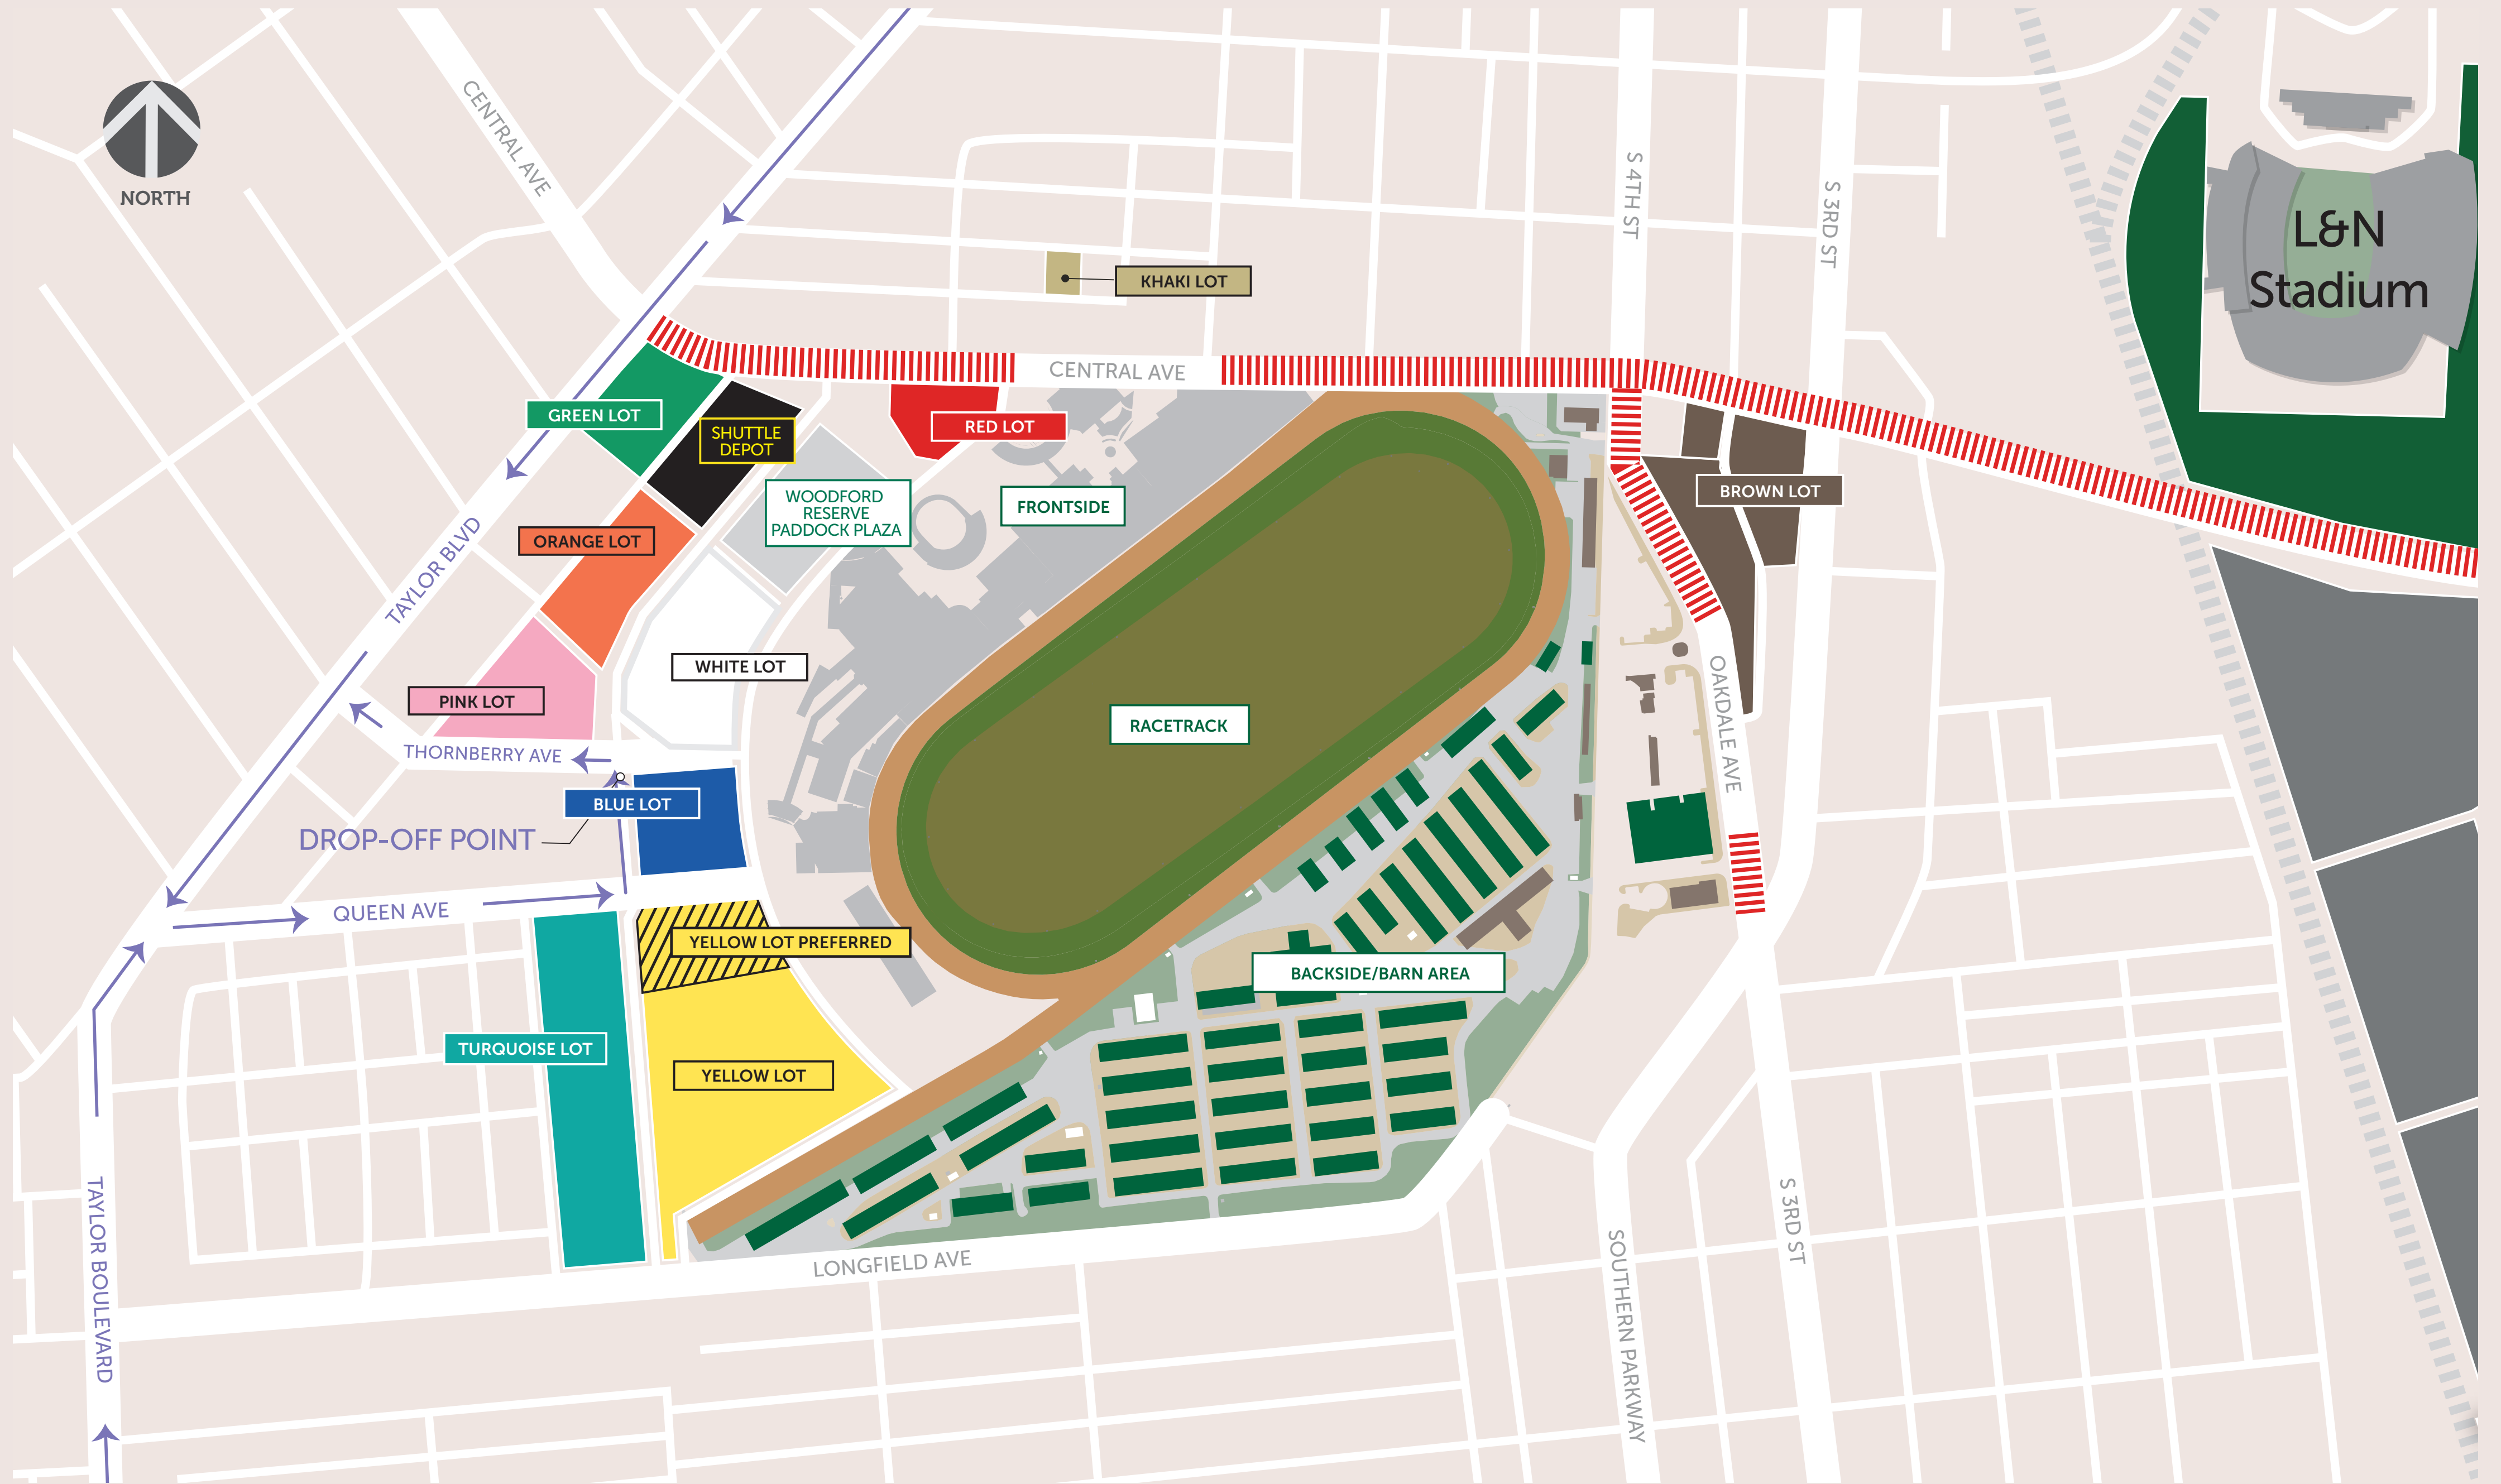 NORTH
CENTRAL AVE
S 4TH ST
S 3RD ST
L&N
Stadium
KHAKI LOT
CENTRAL AVE
GREEN LOT
SHUTTLE
DEPOT
RED LOT
WOODFORD
RESERVE
PADDOCK PLAZA
FRONTSIDE
BROWN LOT
ORANGE LOT
TAYLOR BLVD
WHITE LOT
PINK LOT
RACETRACK
OAKDALE AVE
THORNBERRY AVE
BLUE LOT
DROP-OFF POINT
QUEEN AVE
YELLOW LOT PREFERRED
BACKSIDE/BARN AREA
TURQUOISE LOT
YELLOW LOT
TAYLOR BOULEVARD
LONGFIELD AVE
SOUTHERN PARKWAY
S 3RD ST